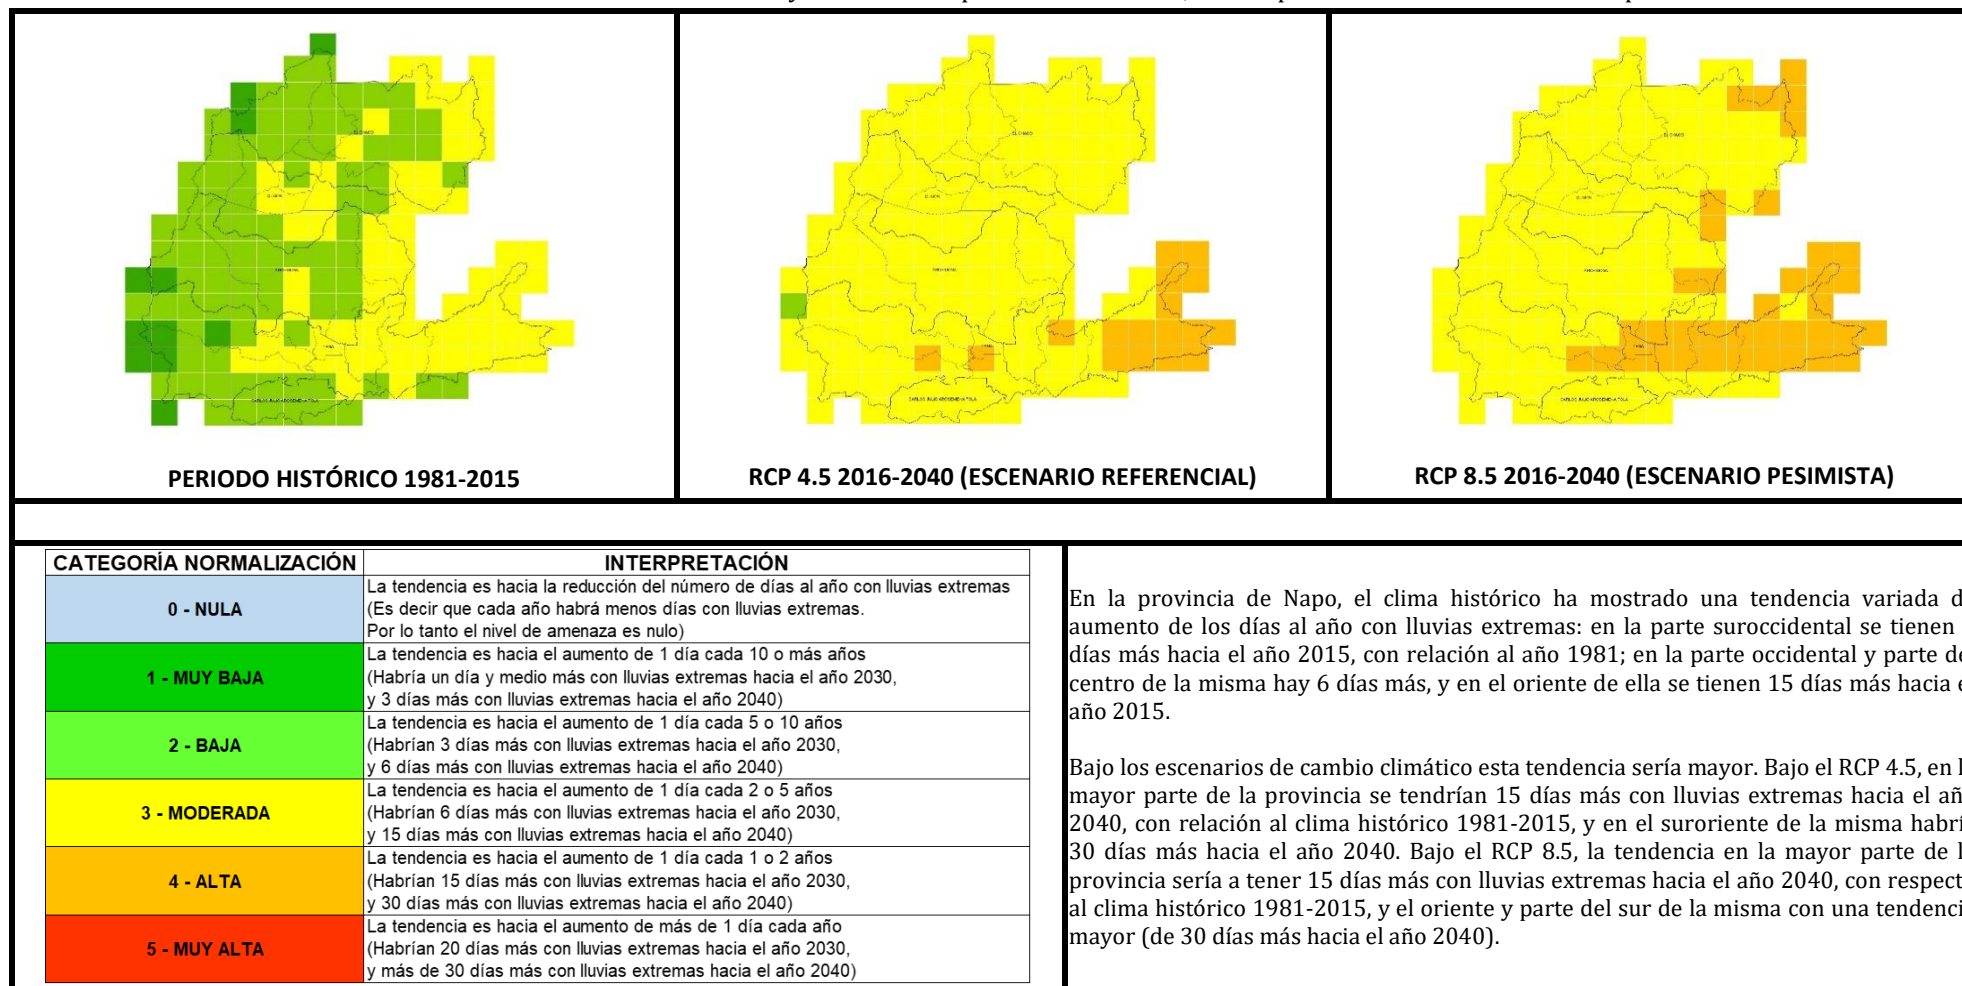 PERIODO HISTÓRICO 1981-2015
RCP 4.5 2016-2040 (ESCENARIO REFERENCIAL)
RCP 8.5 2016-2040 (ESCENARIO PESIMISTA)
CATEGORÍA NORMALIZACIÓN
INTERPRETACIÓN
0 - NULA
La tendencia es hacia la reducción del número de días al año con lluvias extremas
(Es decir que cada año habrá menos días con lluvias extremas.
Por lo tanto el nivel de amenaza es nulo)
1 - MUY BAJA
La tendencia es hacia el aumento de 1 día cada 10 o más años
(Habría un día y medio más con lluvias extremas hacia el año 2030,
y 3 días más con lluvias extremas hacia el año 2040)
2 - BAJA
La tendencia es hacia el aumento de 1 día cada 5 o 10 años
(Habrían 3 días más con lluvias extremas hacia el año 2030,
y 6 días más con lluvias extremas hacia el año 2040)
3 - MODERADA
La tendencia es hacia el aumento de 1 día cada 2 o 5 años
(Habrían 6 días más con lluvias extremas hacia el año 2030,
y 15 días más con lluvias extremas hacia el año 2040)
4 - ALTA
La tendencia es hacia el aumento de 1 día cada 1 o 2 años
(Habrían 15 días más con lluvias extremas hacia el año 2030,
y 30 días más con lluvias extremas hacia el año 2040)
5 - MUY ALTA
La tendencia es hacia el aumento de más de 1 día cada año
(Habrían 20 días más con lluvias extremas hacia el año 2030,
y más de 30 días más con lluvias extremas hacia el año 2040)
En la provincia de Napo, el clima histórico ha mostrado una tendencia variada d
aumento de los días al año con lluvias extremas: en la parte suroccidental se tienen
días más hacia el año 2015, con relación al año 1981; en la parte occidental y parte de
centro de la misma hay 6 días más, y en el oriente de ella se tienen 15 días más hacia e
año 2015.
Bajo los escenarios de cambio climático esta tendencia sería mayor. Bajo el RCP 4.5, en l
mayor parte de la provincia se tendrían 15 días más con lluvias extremas hacia el añ
2040, con relación al clima histórico 1981-2015, y en el suroriente de la misma habrí
30 días más hacia el año 2040. Bajo el RCP 8.5, la tendencia en la mayor parte de l
provincia sería a tener 15 días más con lluvias extremas hacia el año 2040, con respect
al clima histórico 1981-2015, y el oriente y parte del sur de la misma con una tendenci
mayor (de 30 días más hacia el año 2040).